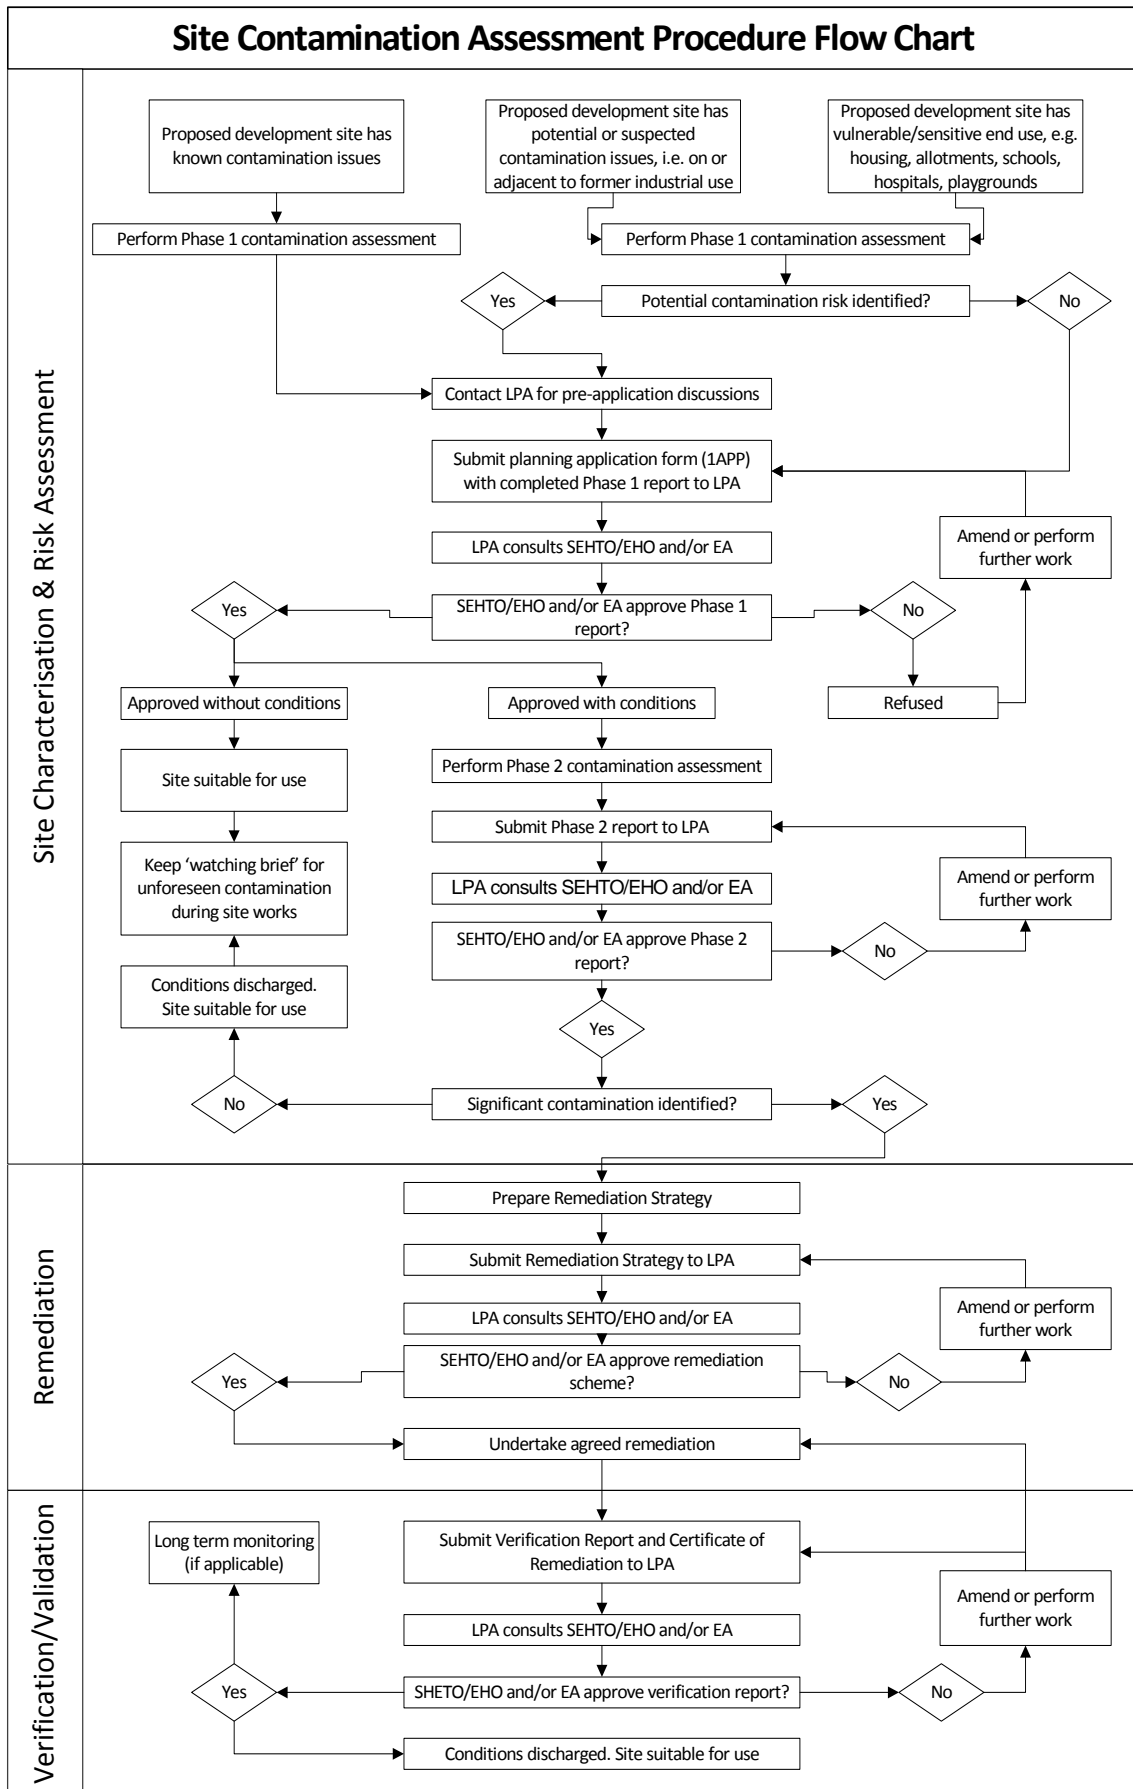 Site Contamination Assessment Procedure Flow Chart
Site Characterisation & Risk Assessment
Proposed development site has
known contamination issues
Proposed development site has
potential or suspected
contamination issues, i.e. on or
adjacent to former industrial use
Proposed development site has
vulnerable/sensitive end use, e.g.
housing, allotments, schools,
hospitals, playgrounds
Perform Phase 1 contamination assessment
Perform Phase 1 contamination assessment
Yes
Potential contamination risk identified?
No
Contact LPA for pre-application discussions
Submit planning application form (1APP)
with completed Phase 1 report to LPA
LPA consults SEHTO/EHO and/or EA
Amend or perform
further work
Yes
SEHTO/EHO and/or EA approve Phase 1
report?
No
Approved without conditions
Approved with conditions
Refused
Site suitable for use
Perform Phase 2 contamination assessment
Submit Phase 2 report to LPA
Keep ‘watching brief’ for
unforeseen contamination
during site works
LPA consults SEHTO/EHO and/or EA
Amend or perform
further work
SEHTO/EHO and/or EA approve Phase 2
report?
No
Conditions discharged.
Site suitable for use
Yes
No
Significant contamination identified?
Yes
Remediation
Prepare Remediation Strategy
Submit Remediation Strategy to LPA
LPA consults SEHTO/EHO and/or EA
Amend or perform
further work
Yes
SEHTO/EHO and/or EA approve remediation
scheme?
No
Undertake agreed remediation
Verification/Validation
Long term monitoring
(if applicable)
Submit Verification Report and Certificate of
Remediation to LPA
LPA consults SEHTO/EHO and/or EA
Amend or perform
further work
Yes
SHETO/EHO and/or EA approve verification report?
No
Conditions discharged. Site suitable for use